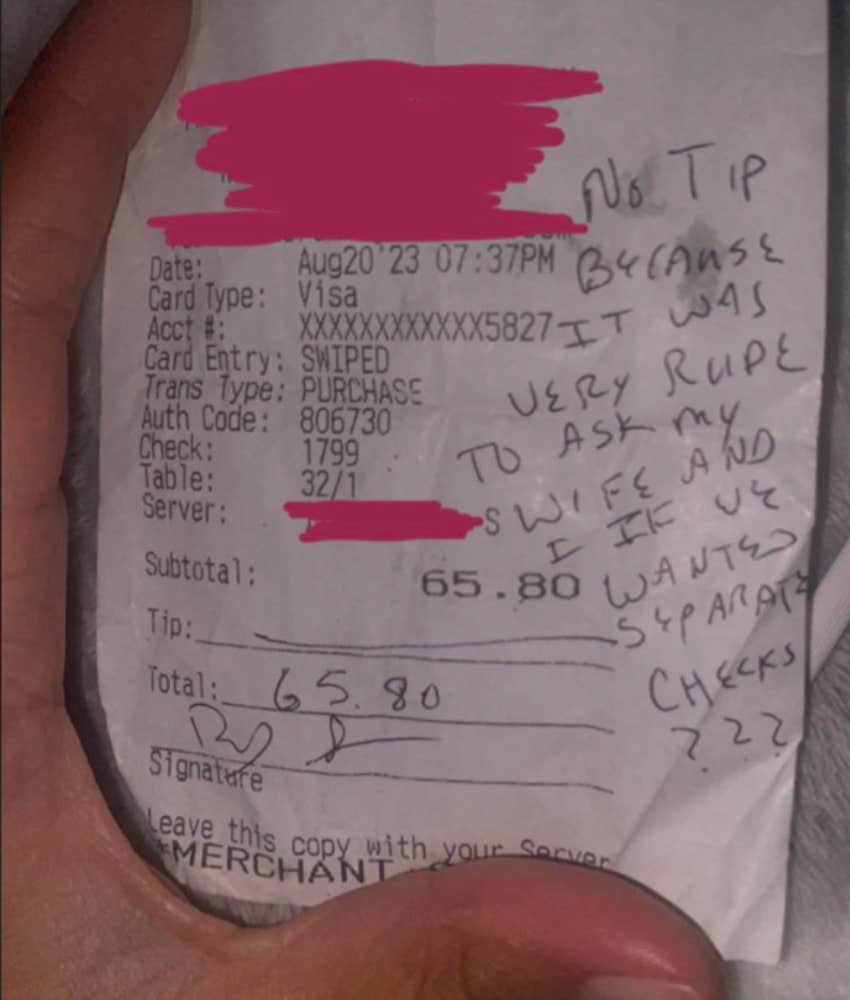 No TIP
BECAUSE
IT WAS
VERY RUDE
TO ASK MY
WIFE AND
I IF WE
WANTED
SEPARATE
CHECKS
???
Date: Aug20'23 07:37PM
Card Type: Visa
Acct #: XXXXXXXXXXXX5827
Card Entry: SWIPED
Trans Type: PURCHASE
Auth Code: 806730
Check: 1799
Table: 32/1
Server: S
Subtotal: 65.80
Tip:
Total: 65.80
Signature
Leave this copy with your Server
*MERCHANT